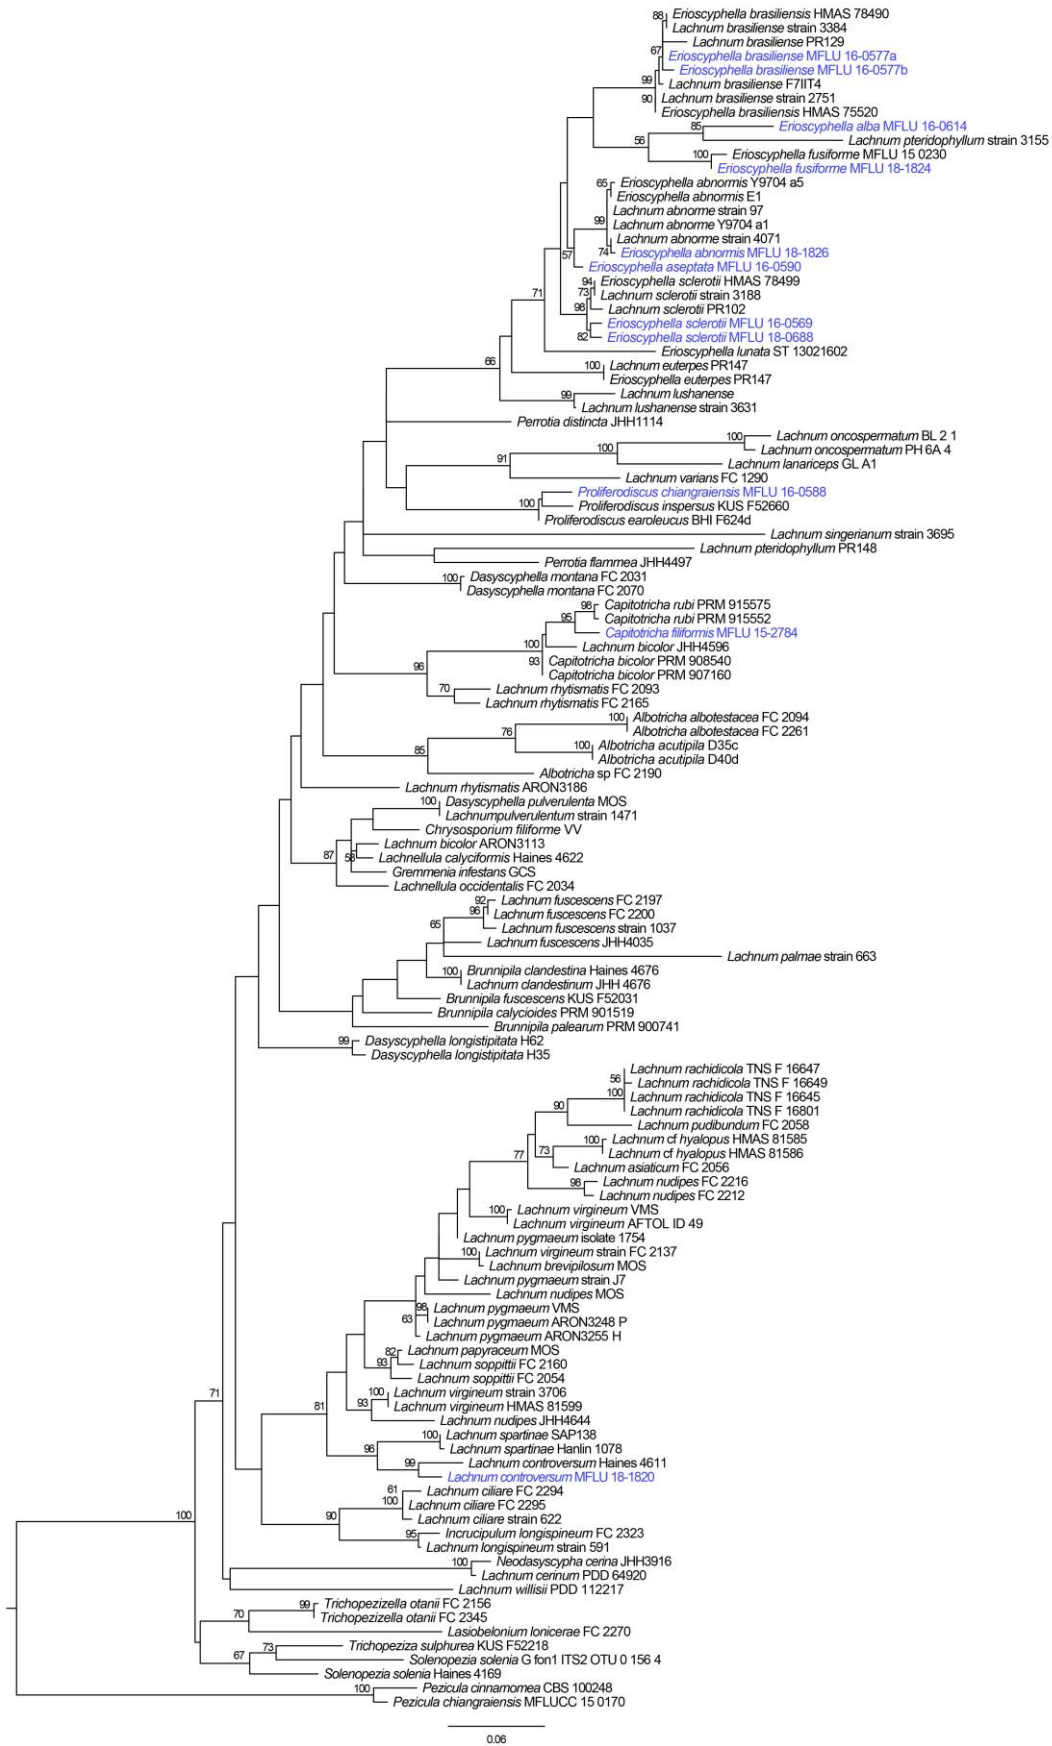 88
Erioscyphella brasiliensis HMAS 78490
Lachnum brasiliense strain 3384
Lachnum brasiliense PR129
67
Erioscyphella brasiliense MFLU 16-0577a
Erioscyphella brasiliense MFLU 16-0577b
99
Lachnum brasiliense F7IIT4
90
Lachnum brasiliense strain 2751
Erioscyphella brasiliensis HMAS 75520
85
Erioscyphella alba MFLU 16-0614
56
Lachnum pteridophyllum strain 3155
100
Erioscyphella fusiforme MFLU 15 0230
Erioscyphella fusiforme MFLU 18-1824
65
Erioscyphella abnormis Y9704 a5
Erioscyphella abnormis E1
Lachnum abnorme strain 97
99
Lachnum abnorme Y9704 a1
Lachnum abnorme strain 4071
74
Erioscyphella abnormis MFLU 18-1826
57
Erioscyphella aseptata MFLU 16-0590
94
Erioscyphella sclerotii HMAS 78499
73
Lachnum sclerotii strain 3188
98
Lachnum sclerotii PR102
71
Erioscyphella sclerotii MFLU 16-0569
82
Erioscyphella sclerotii MFLU 18-0688
Erioscyphella lunata ST 13021602
66
100
Lachnum euterpes PR147
Erioscyphella euterpes PR147
99
Lachnum lushanense
Lachnum lushanense strain 3631
Perrotia distincta JHH1114
100
Lachnum oncospermatum BL 2 1
100
Lachnum oncospermatum PH 6A 4
91
Lachnum lanariceps GL A1
Lachnum varians FC 1290
Proliferodiscus chiangraiensis MFLU 16-0588
100
Proliferodiscus inspersus KUS F52660
Proliferodiscus earoleucus BHI F624d
Lachnum singerianum strain 3695
Lachnum pteridophyllum PR148
Perrotia flammea JHH4497
100
Dasyscyphella montana FC 2031
Dasyscyphella montana FC 2070
98
Capitotricha rubi PRM 915575
95
Capitotricha rubi PRM 915552
Capitotricha filiformis MFLU 15-2784
100
Lachnum bicolor JHH4596
93
Capitotricha bicolor PRM 908540
96
Capitotricha bicolor PRM 907160
70
Lachnum rhytismatis FC 2093
Lachnum rhytismatis FC 2165
100
Albotricha albotestacea FC 2094
76
Albotricha albotestacea FC 2261
100
Albotricha acutipila D35c
85
Albotricha acutipila D40d
Albotricha sp FC 2190
Lachnum rhytismatis ARON3186
100
Dasyscyphella pulverulenta MOS
Lachnumpulverulentum strain 1471
Chrysosporium filiforme VV
Lachnum bicolor ARON3113
87
58
Lachnellula calyciformis Haines 4622
Gremmenia infestans GCS
Lachnellula occidentalis FC 2034
92
Lachnum fuscescens FC 2197
96
Lachnum fuscescens FC 2200
65
Lachnum fuscescens strain 1037
Lachnum fuscescens JHH4035
Lachnum palmae strain 663
100
Brunnipila clandestina Haines 4676
Lachnum clandestinum JHH 4676
Brunnipila fuscescens KUS F52031
Brunnipila calycioides PRM 901519
Brunnipila palearum PRM 900741
99
Dasyscyphella longistipitata H62
Dasyscyphella longistipitata H35
Lachnum rachidicola TNS F 16647
56
Lachnum rachidicola TNS F 16649
100
Lachnum rachidicola TNS F 16645
90
Lachnum rachidicola TNS F 16801
Lachnum pudibundum FC 2058
100
Lachnum cf hyalopus HMAS 81585
77
73
Lachnum cf hyalopus HMAS 81586
Lachnum asiaticum FC 2056
98
Lachnum nudipes FC 2216
Lachnum nudipes FC 2212
100
Lachnum virgineum VMS
Lachnum virgineum AFTOL ID 49
Lachnum pygmaeum isolate 1754
100
Lachnum virgineum strain FC 2137
Lachnum brevipilosum MOS
Lachnum pygmaeum strain J7
Lachnum nudipes MOS
98
Lachnum pygmaeum VMS
63
Lachnum pygmaeum ARON3248 P
Lachnum pygmaeum ARON3255 H
82
Lachnum papyraceum MOS
93
Lachnum soppittii FC 2160
Lachnum soppittii FC 2054
71
100
Lachnum virgineum strain 3706
81
93
Lachnum virgineum HMAS 81599
Lachnum nudipes JHH4644
100
Lachnum spartinae SAP138
96
Lachnum spartinae Hanlin 1078
99
Lachnum controversum Haines 4611
Lachnum controversum MFLU 18-1820
61
Lachnum ciliare FC 2294
100
Lachnum ciliare FC 2295
100
90
Lachnum ciliare strain 622
95
Incrucipulum longispineum FC 2323
Lachnum longispineum strain 591
100
Neodasyscypha cerina JHH3916
Lachnum cerinum PDD 64920
Lachnum willisii PDD 112217
99
Trichopezizella otanii FC 2156
70
Trichopezizella otanii FC 2345
Lasiobelonium lonicerae FC 2270
73
Trichopeziza sulphurea KUS F52218
67
Solenopezia solenia G fon1 ITS2 OTU 0 156 4
Solenopezia solenia Haines 4169
100
Pezicula cinnamomea CBS 100248
Pezicula chiangraiensis MFLUCC 15 0170
0.06